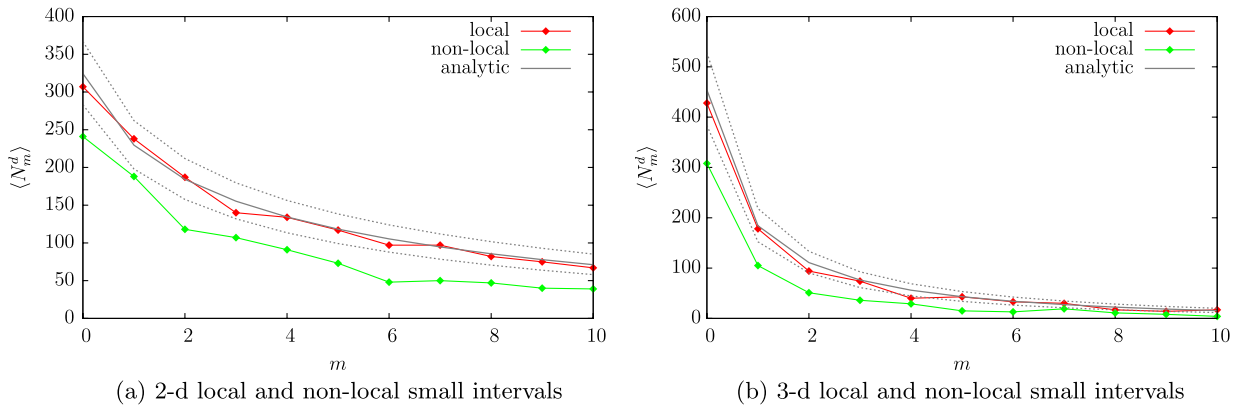 400
350
300
250
200
150
100
50
0
0 2 4 6 8 10
⟨N_m^d⟩
m
local
non-local
analytic
(a) 2-d local and non-local small intervals
600
500
400
300
200
100
0
0 2 4 6 8 10
⟨N_m^d⟩
m
local
non-local
analytic
(b) 3-d local and non-local small intervals